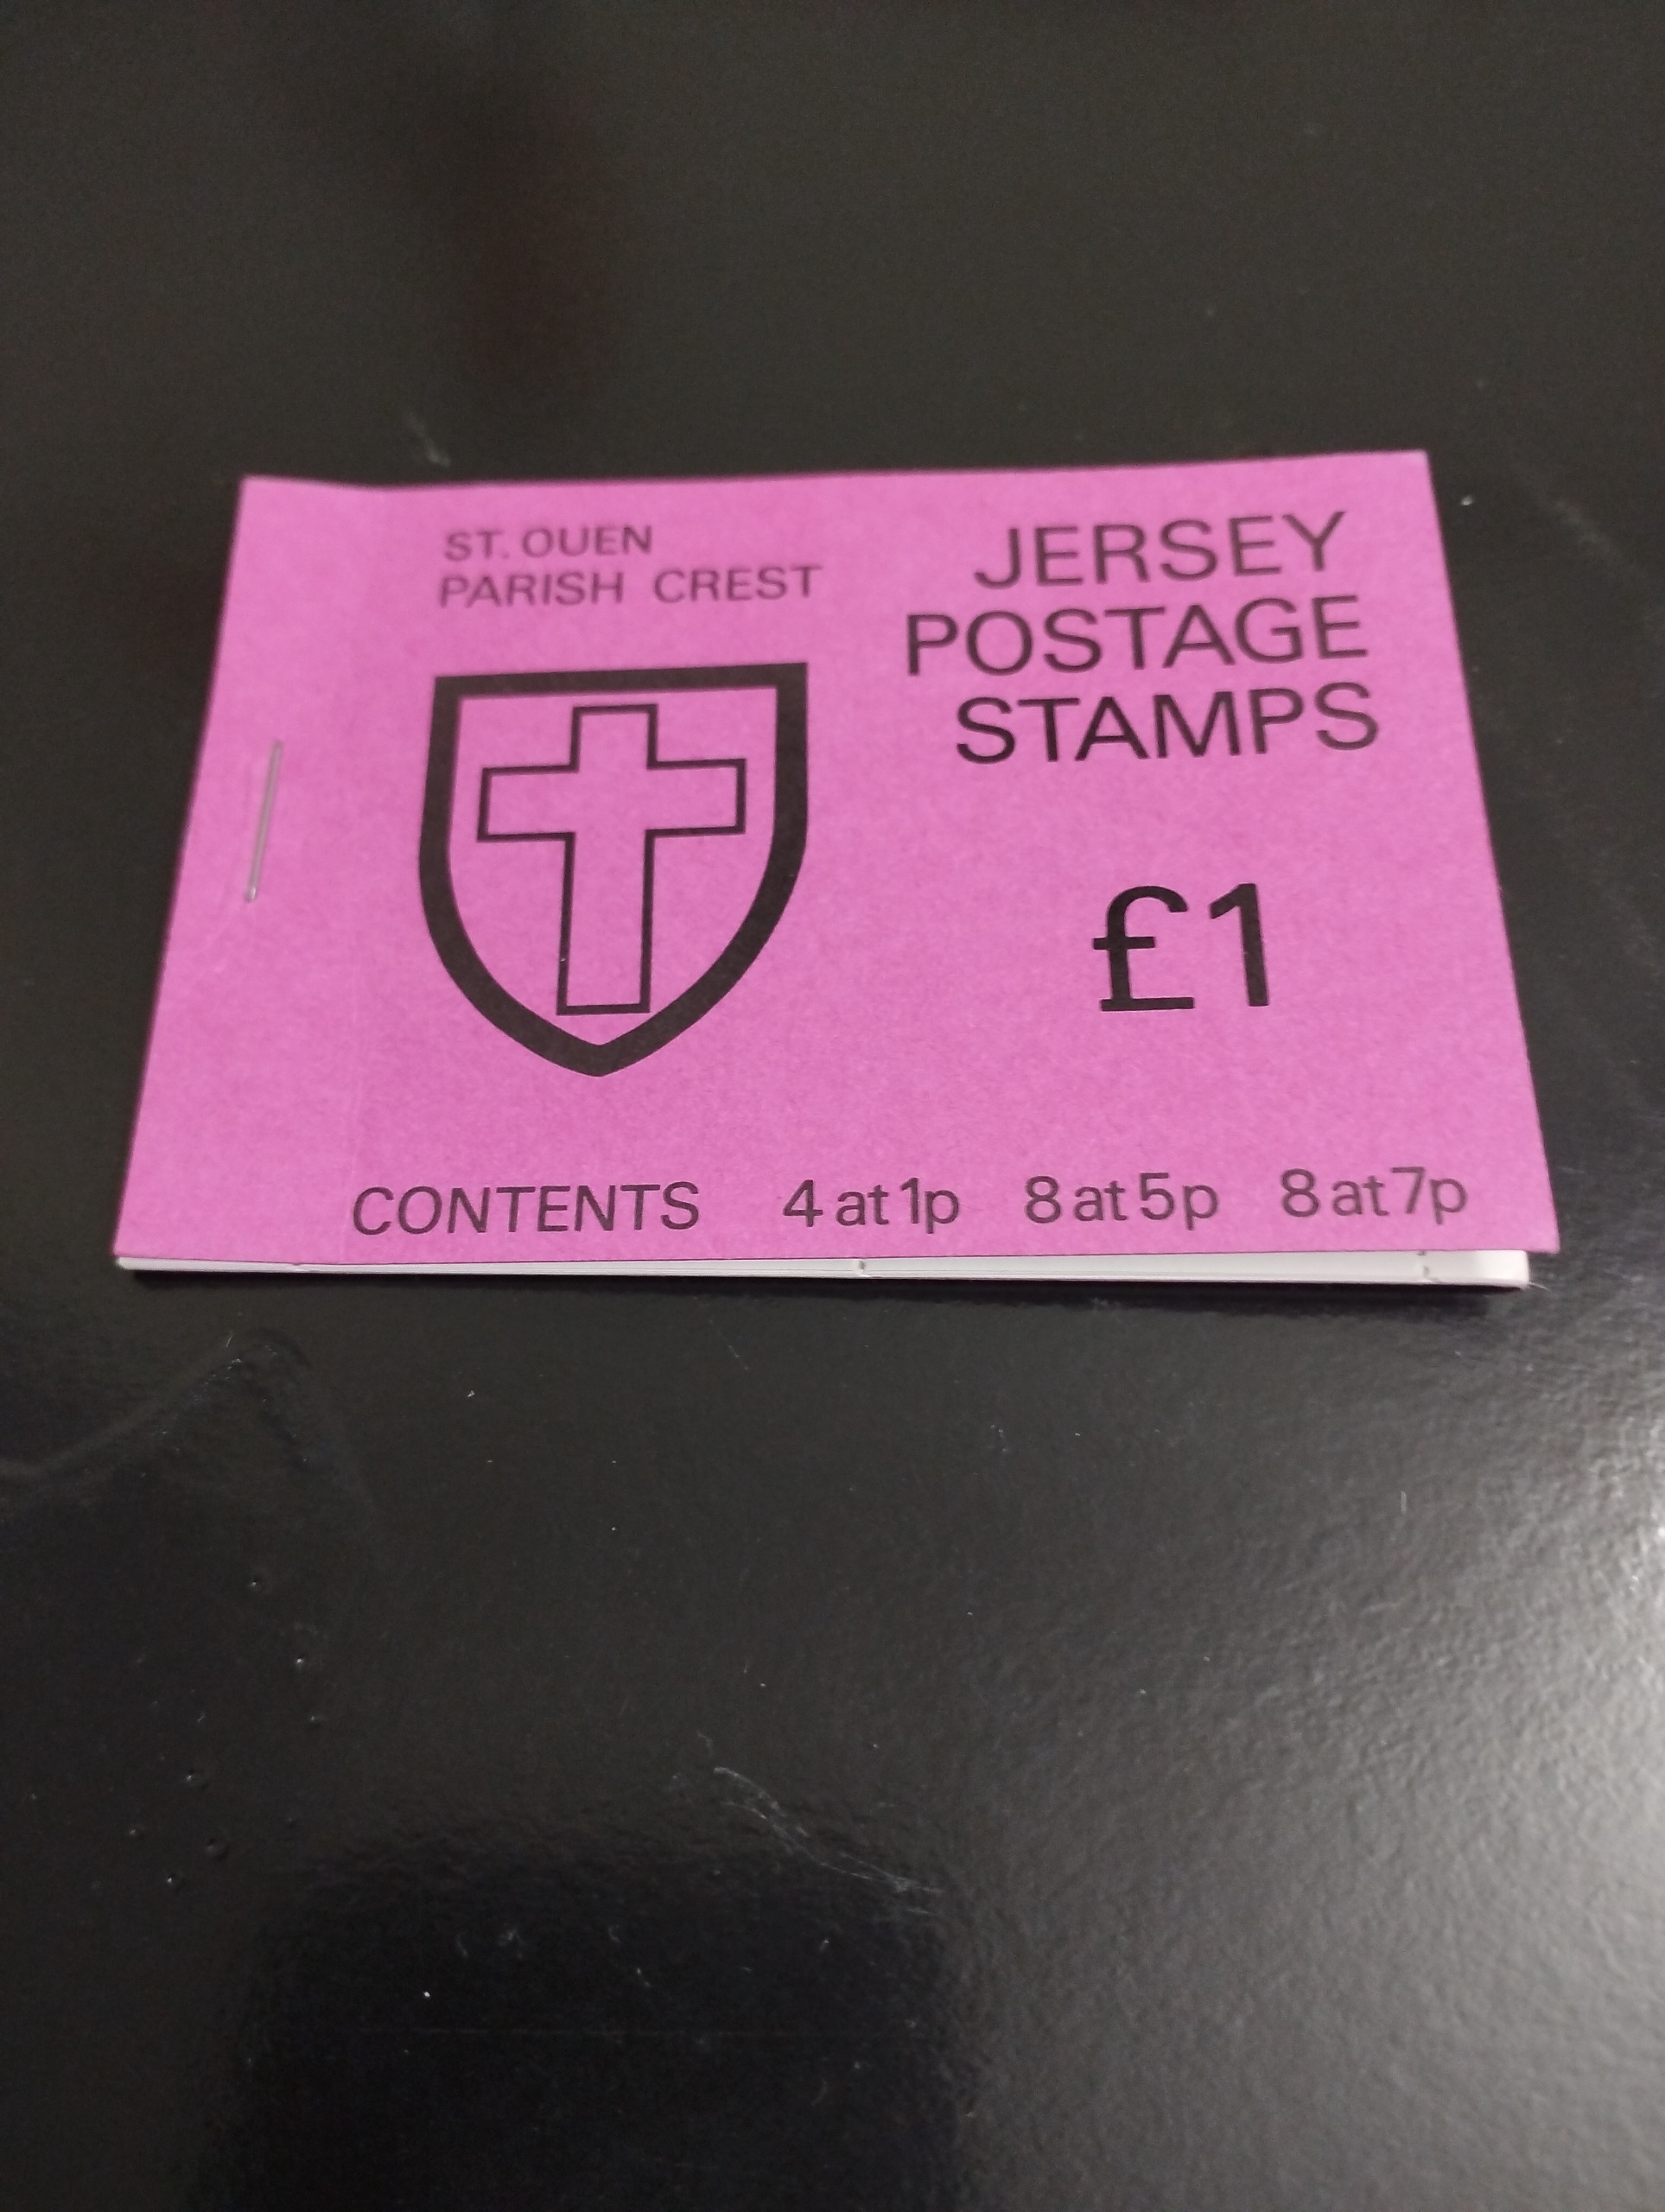 ST. OUEN
PARISH CREST
JERSEY
POSTAGE
STAMPS
£1
CONTENTS 4 at 1p 8 at 5p 8 at 7p